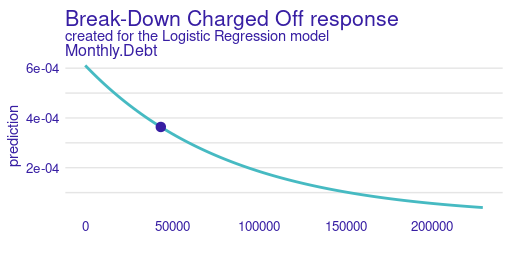 Break-Down Charged Off response
created for the Logistic Regression model
Monthly.Debt
6e-04
4e-04
2e-04
prediction
0 50000 100000 150000 200000